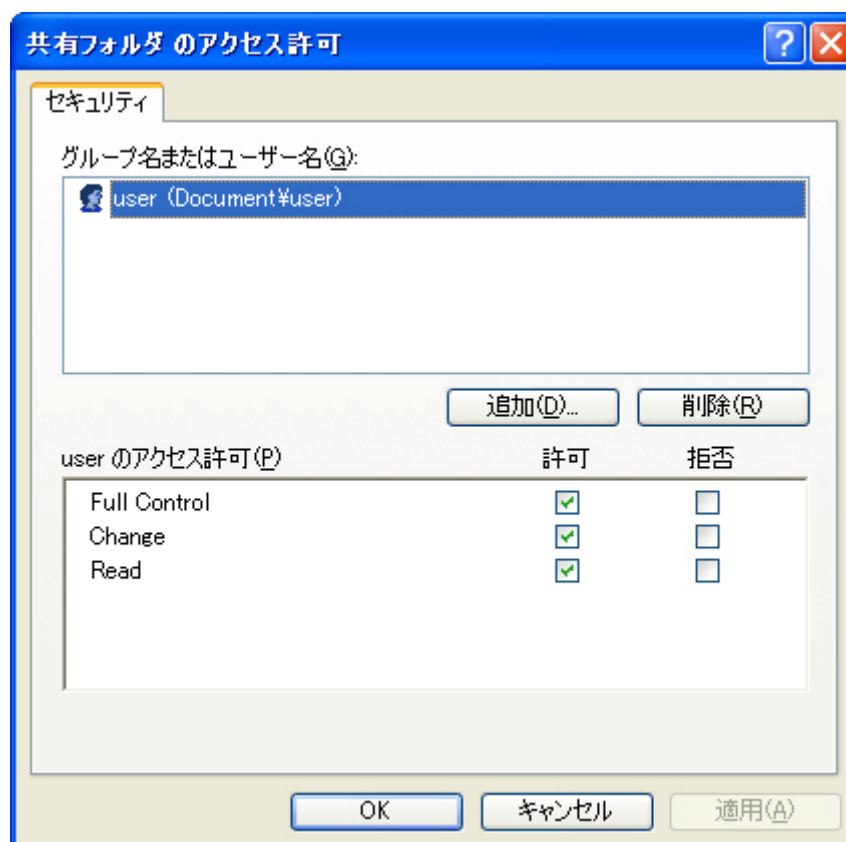 共有フォルダ のアクセス許可
セキュリティ
グループ名またはユーザー名(G):
user (Document¥user)
追加(D)... 削除(R)
user のアクセス許可(P) 許可 拒否
Full Control
Change
Read
OK キャンセル 適用(A)